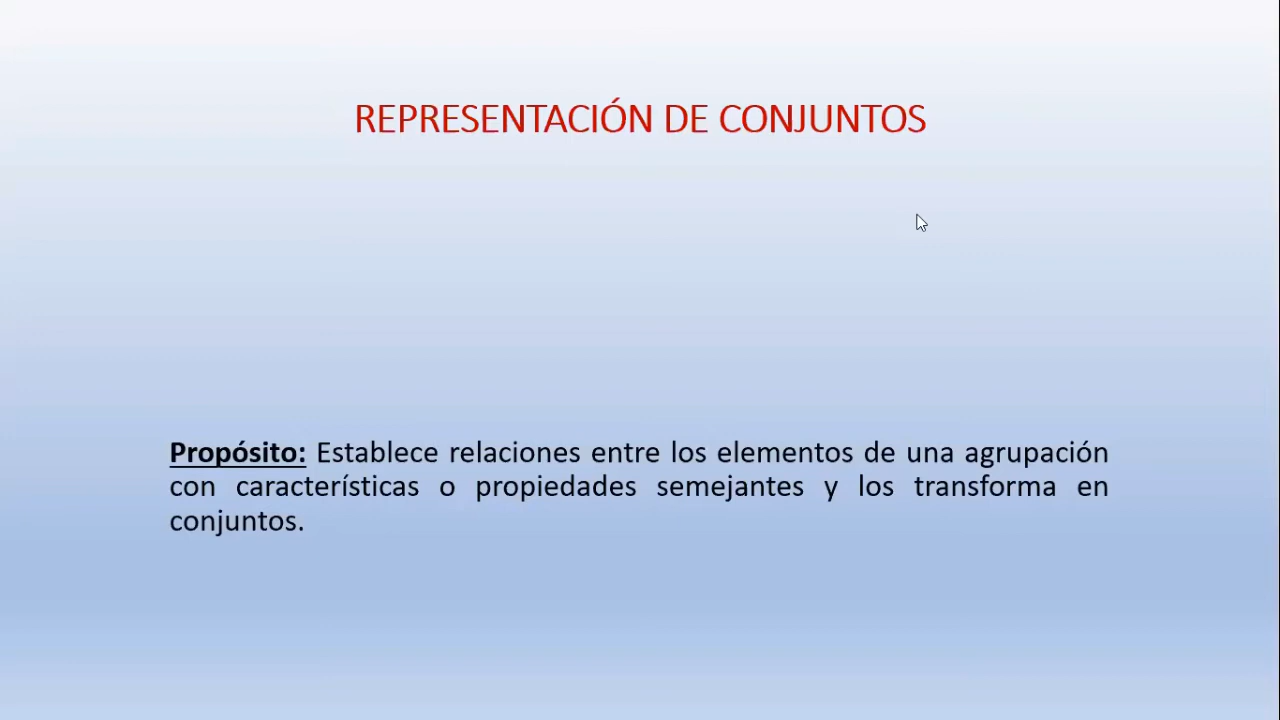 REPRESENTACIÓN DE CONJUNTOS
Propósito: Establece relaciones entre los elementos de una agrupación
con características o propiedades semejantes y los transforma en
conjuntos.